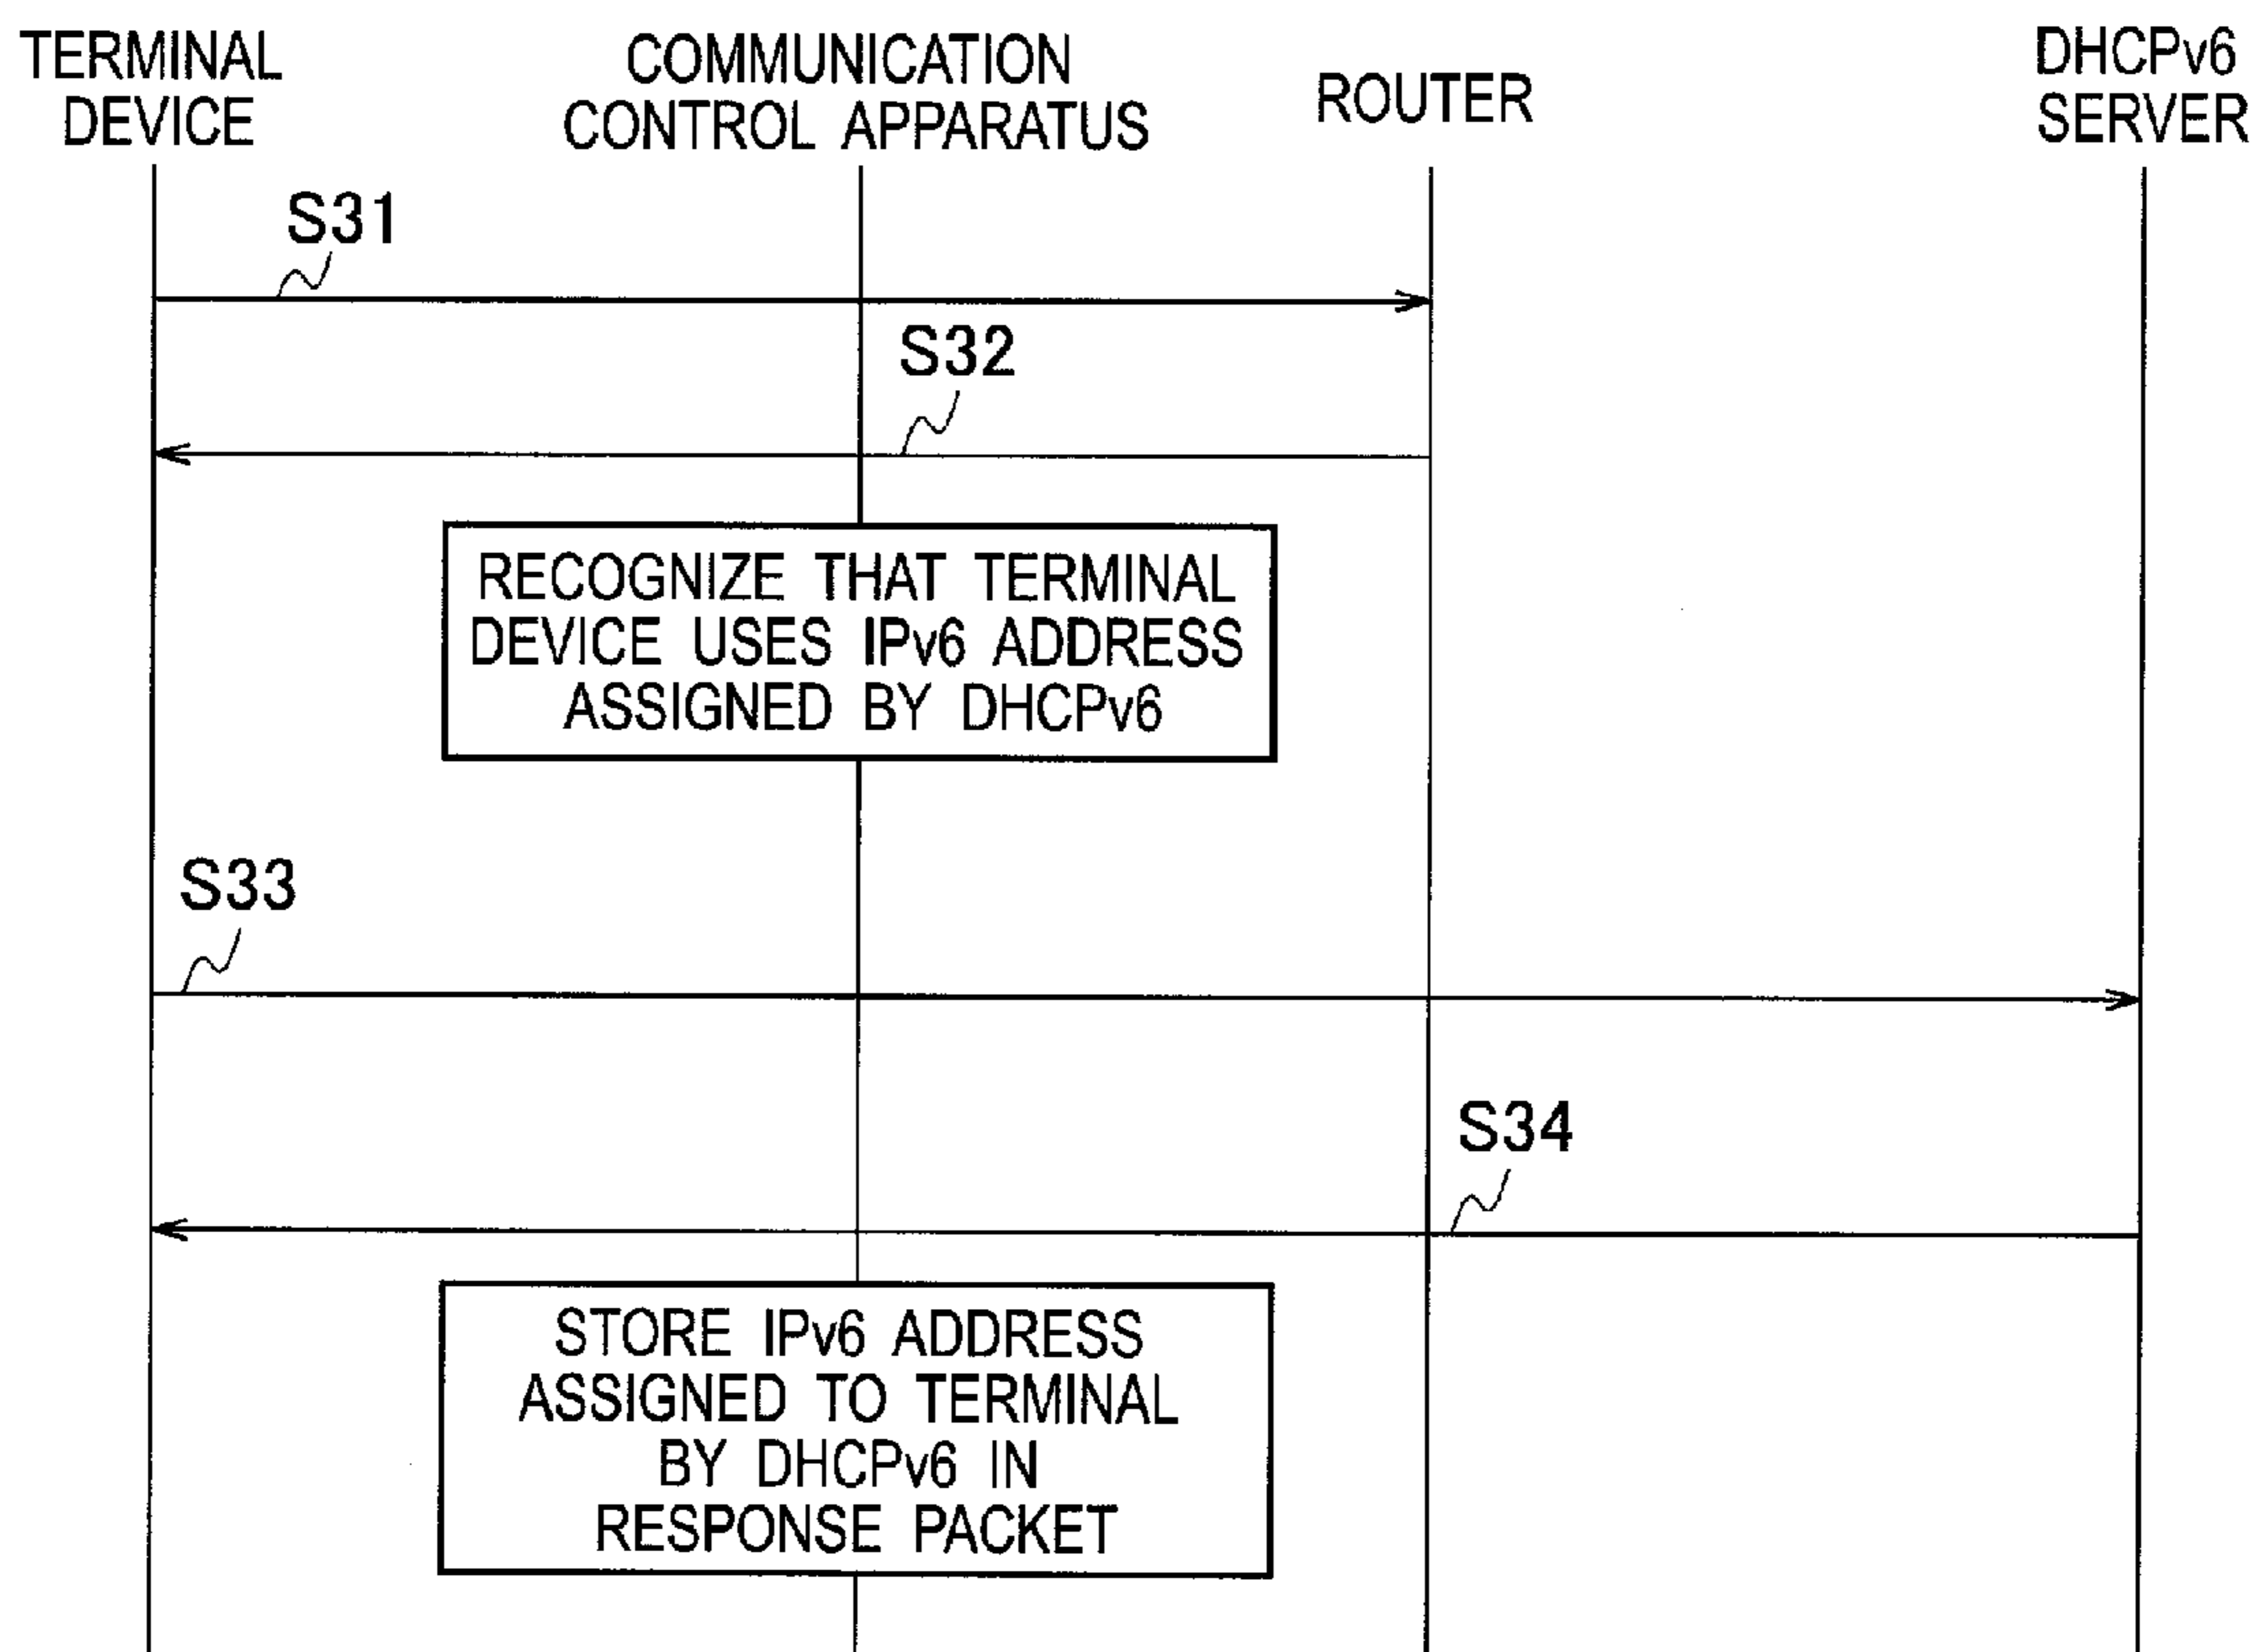 TERMINAL
DEVICE
COMMUNICATION
CONTROL APPARATUS
ROUTER
DHCPv6
SERVER
S31
S32
RECOGNIZE THAT TERMINAL
DEVICE USES IPv6 ADDRESS
ASSIGNED BY DHCPv6
S33
S34
STORE IPv6 ADDRESS
ASSIGNED TO TERMINAL
BY DHCPv6 IN
RESPONSE PACKET